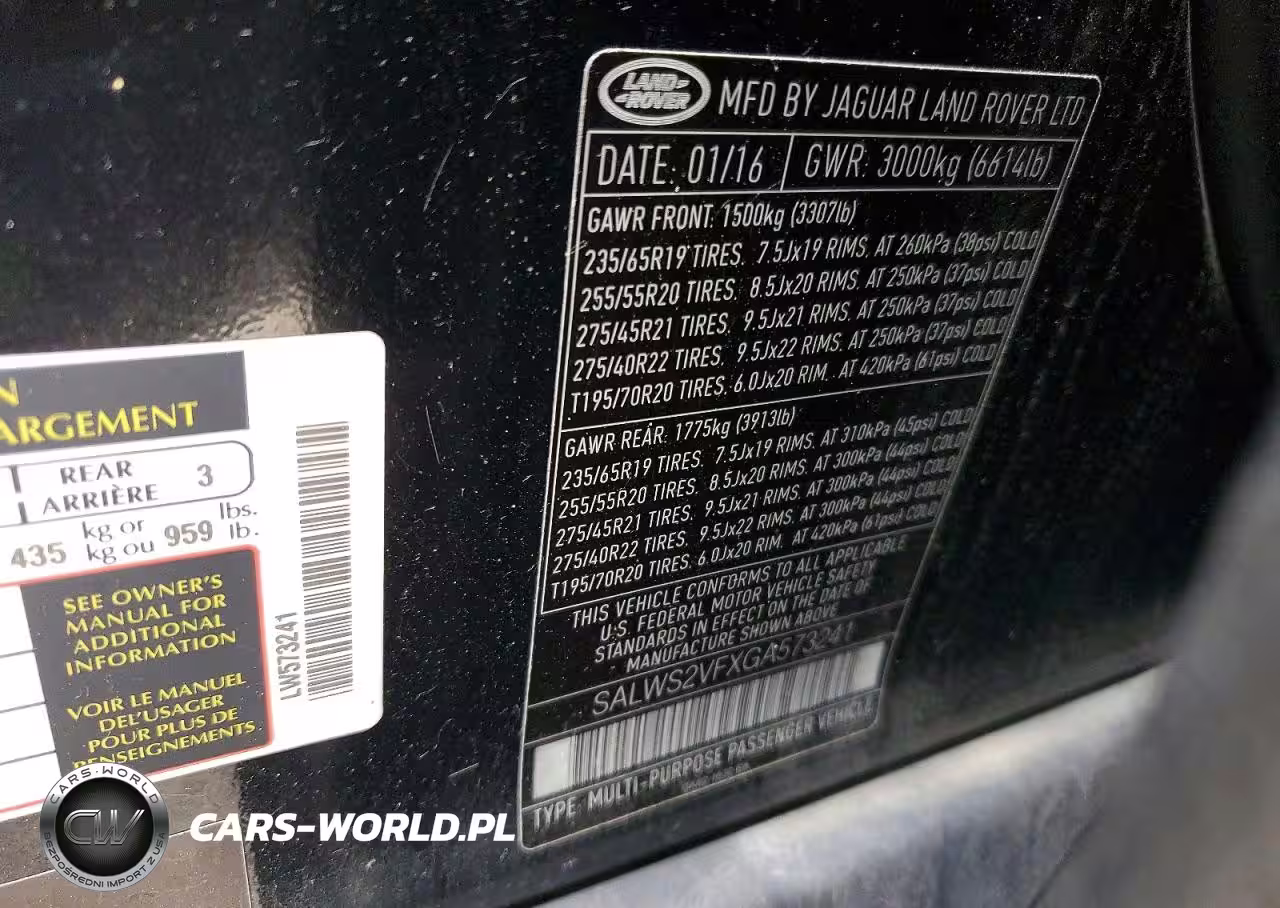 N
ARGEMENT
REAR
ARRIÈRE
3
435 kg or
kg ou 959 lbs.
lb.
SEE OWNER'S
MANUAL FOR
ADDITIONAL
INFORMATION
VOIR LE MANUEL
DEL'USAGER
POUR PLUS DE
RENSEIGNEMENTS
LW573241
LAND
ROVER
MFD BY JAGUAR LAND ROVER LTD
DATE: 01/16 GWR: 3000kg (6614lb)
GAWR FRONT: 1500kg (3307lb)
235/65R19 TIRES. 7.5Jx19 RIMS. AT 260kPa (38psi) COLD
255/55R20 TIRES. 8.5Jx20 RIMS. AT 250kPa (37psi) COLD
275/45R21 TIRES. 9.5Jx21 RIMS. AT 250kPa (37psi) COLD
275/40R22 TIRES. 9.5Jx22 RIMS. AT 250kPa (37psi) COLD
T195/70R20 TIRES. 6.0Jx20 RIM. AT 420kPa (61psi) COLD
GAWR REAR: 1775kg (3913lb)
235/65R19 TIRES. 7.5Jx19 RIMS. AT 310kPa (45psi) COLD
255/55R20 TIRES. 8.5Jx20 RIMS. AT 300kPa (44psi) COLD
275/45R21 TIRES. 9.5Jx21 RIMS. AT 300kPa (44psi) COLD
275/40R22 TIRES. 9.5Jx22 RIMS. AT 300kPa (44psi) COLD
T195/70R20 TIRES. 6.0Jx20 RIM. AT 420kPa (61psi) COLD
THIS VEHICLE CONFORMS TO ALL APPLICABLE
U.S. FEDERAL MOTOR VEHICLE SAFETY
STANDARDS IN EFFECT ON THE DATE OF
MANUFACTURE SHOWN ABOVE
SALWS2VFXGA573241
TYPE: MULTI-PURPOSE PASSENGER VEHICLE
CARS-WORLD
CW
BEZPOŚREDNI IMPORT Z USA
CARS-WORLD.PL